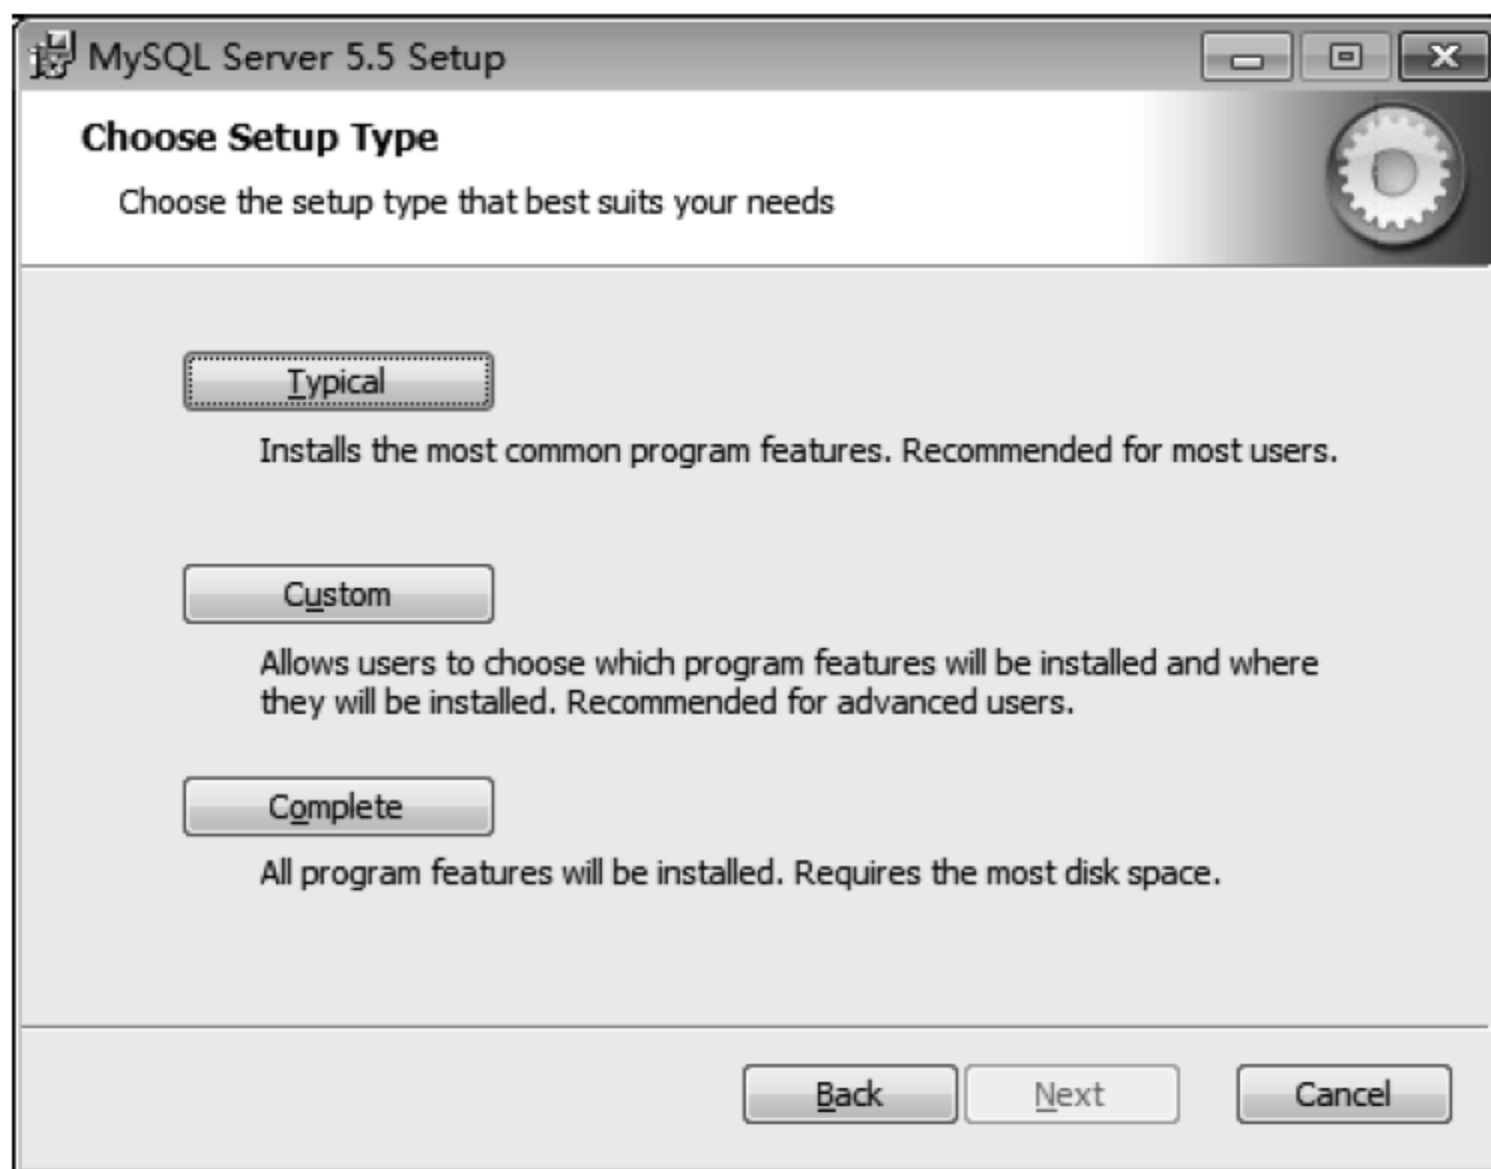 MySQL Server 5.5 Setup
Choose Setup Type
Choose the setup type that best suits your needs
Typical
Installs the most common program features. Recommended for most users.
Custom
Allows users to choose which program features will be installed and where
they will be installed. Recommended for advanced users.
Complete
All program features will be installed. Requires the most disk space.
Back Next Cancel